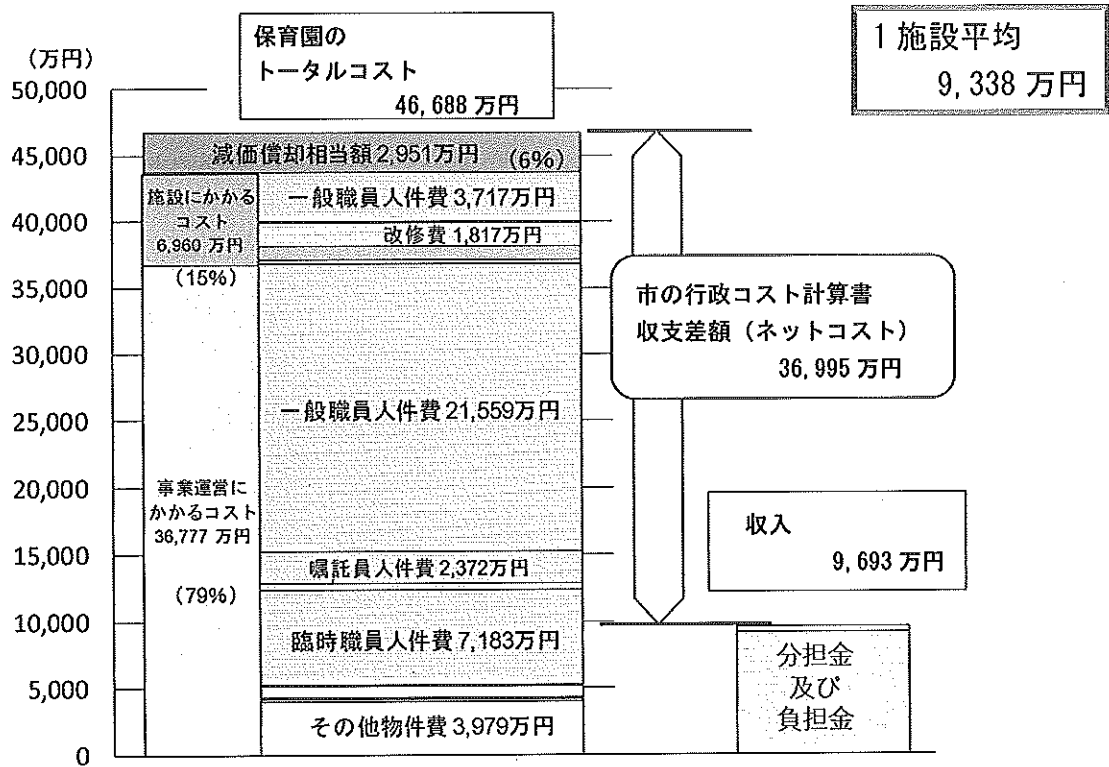 （万円）
50,000
45,000
40,000
35,000
30,000
25,000
20,000
15,000
10,000
5,000
0
保育園の
トータルコスト
46,688 万円
1 施設平均
9,338 万円
減価償却相当額 2,951万円 (6%)
施設にかかる
コスト
6,960 万円
(15%)
一般職員人件費 3,717万円
改修費 1,817万円
一般職員人件費 21,559万円
事業運営に
かかるコスト
36,777 万円
(79%)
嘱託員人件費 2,372万円
臨時職員人件費 7,183万円
その他物件費 3,979万円
市の行政コスト計算書
収支差額（ネットコスト）
36,995 万円
収入
9,693 万円
分担金
及び
負担金